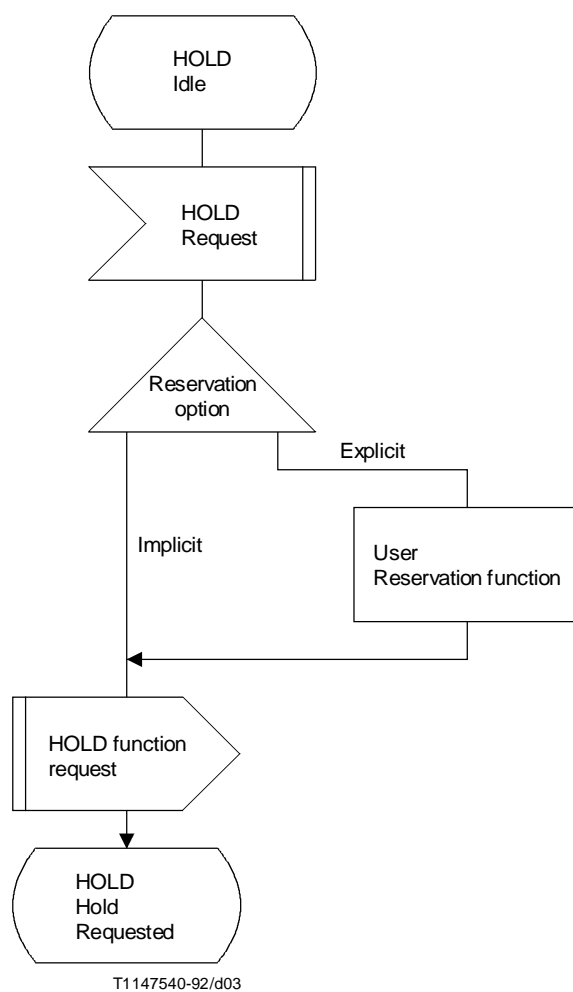 HOLD
Idle
HOLD
Request
Reservation
option
Explicit
Implicit
User
Reservation function
HOLD function
request
HOLD
Hold
Requested
T1147540-92/d03